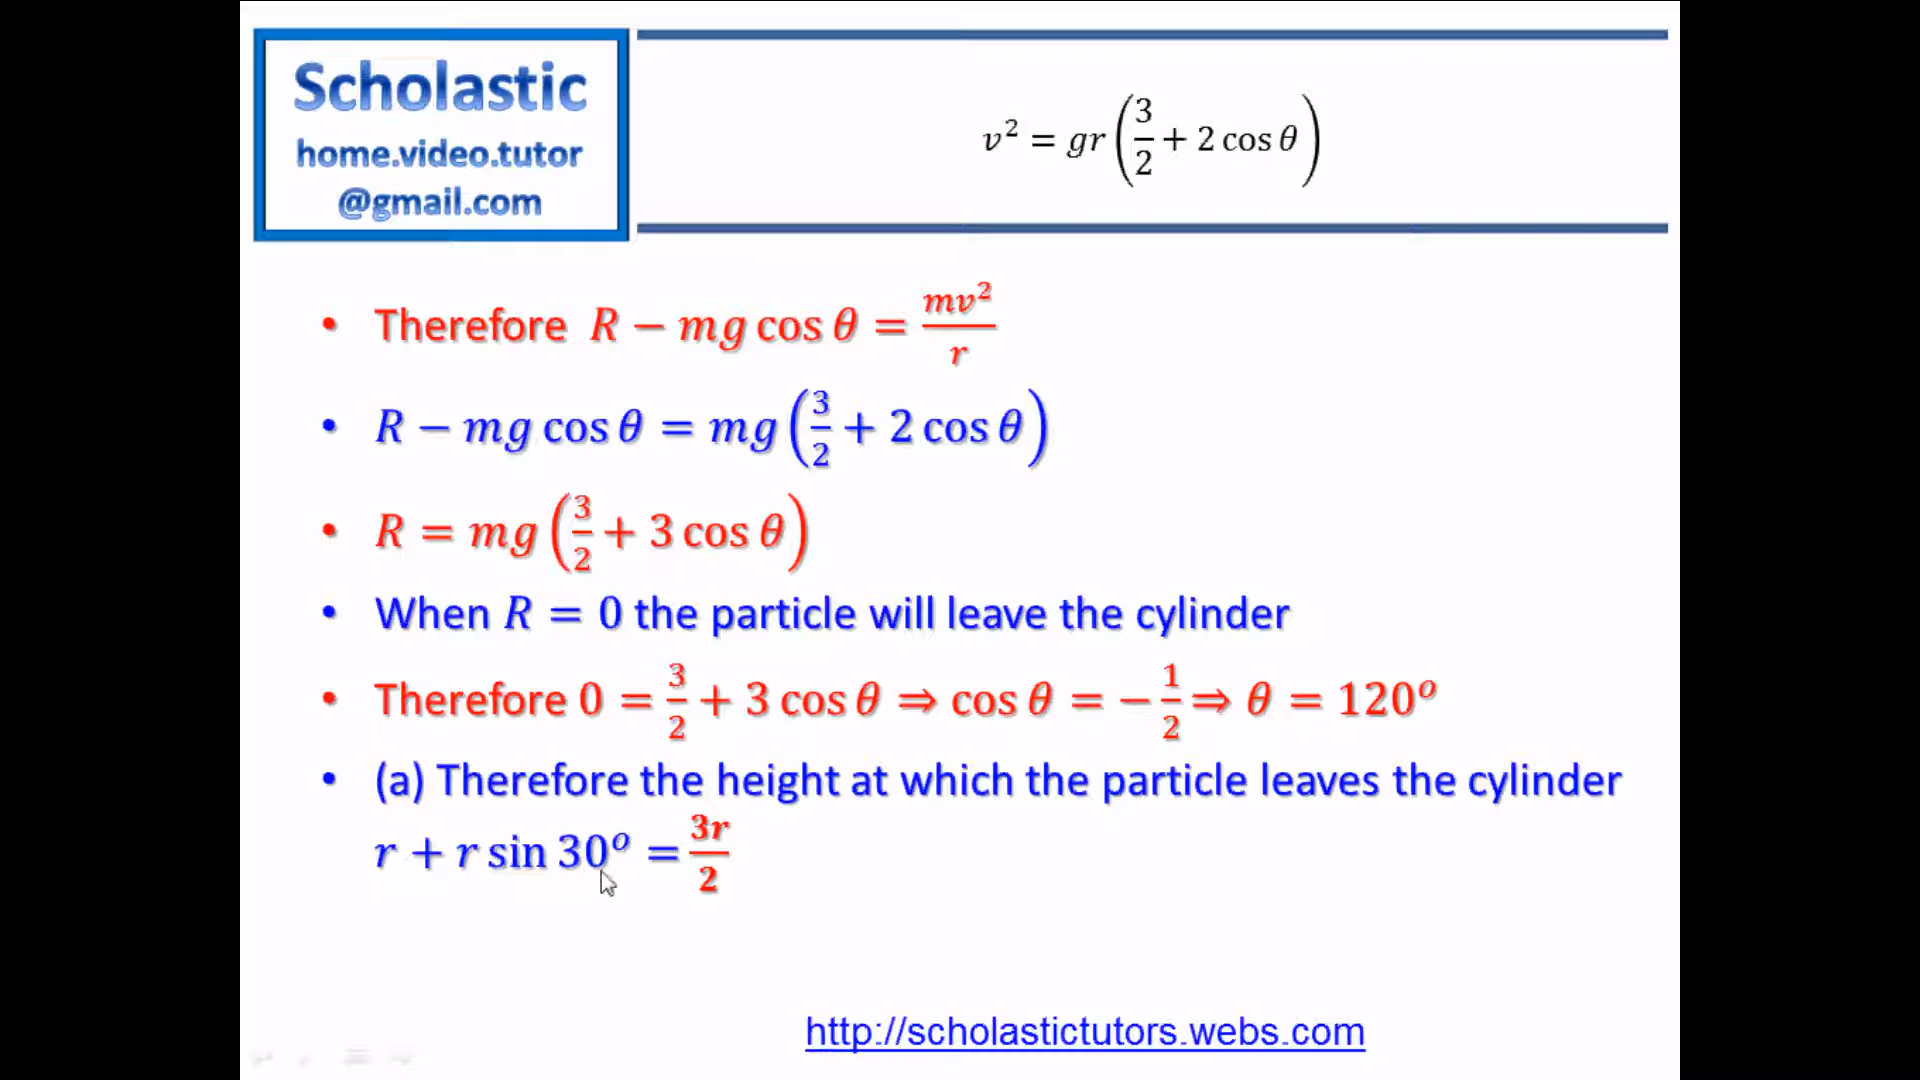 Scholastic
home.video.tutor
@gmail.com
v² = gr(3/2 + 2 cos θ)
• Therefore R − mg cos θ = mv²/r
• R − mg cos θ = mg(3/2 + 2 cos θ)
• R = mg(3/2 + 3 cos θ)
• When R = 0 the particle will leave the cylinder
• Therefore 0 = 3/2 + 3 cos θ ⇒ cos θ = −1/2 ⇒ θ = 120°
• (a) Therefore the height at which the particle leaves the cylinder
r + r sin 30° = 3r/2
http://scholastictutors.webs.com